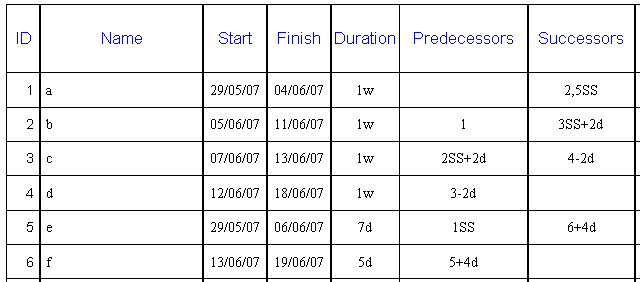 ID Name Start Finish Duration Predecessors Successors
1 a 29/05/07 04/06/07 1w 2,5SS
2 b 05/06/07 11/06/07 1w 1 3SS+2d
3 c 07/06/07 13/06/07 1w 2SS+2d 4-2d
4 d 12/06/07 18/06/07 1w 3-2d
5 e 29/05/07 06/06/07 7d 1SS 6+4d
6 f 13/06/07 19/06/07 5d 5+4d